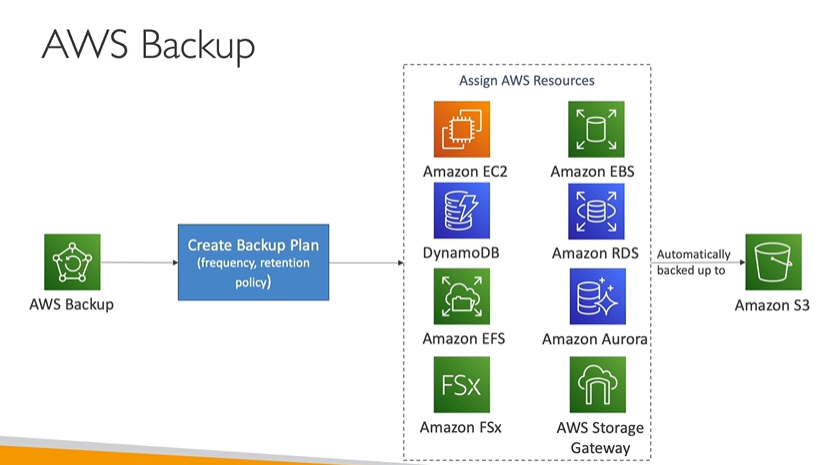 AWS Backup
Assign AWS Resources
Amazon EC2
Amazon EBS
DynamoDB
Amazon RDS
Amazon EFS
Amazon Aurora
FSx
Amazon FSx
AWS Storage
Gateway
AWS Backup
Create Backup Plan
(frequency, retention
policy)
Automatically
backed up to
Amazon S3